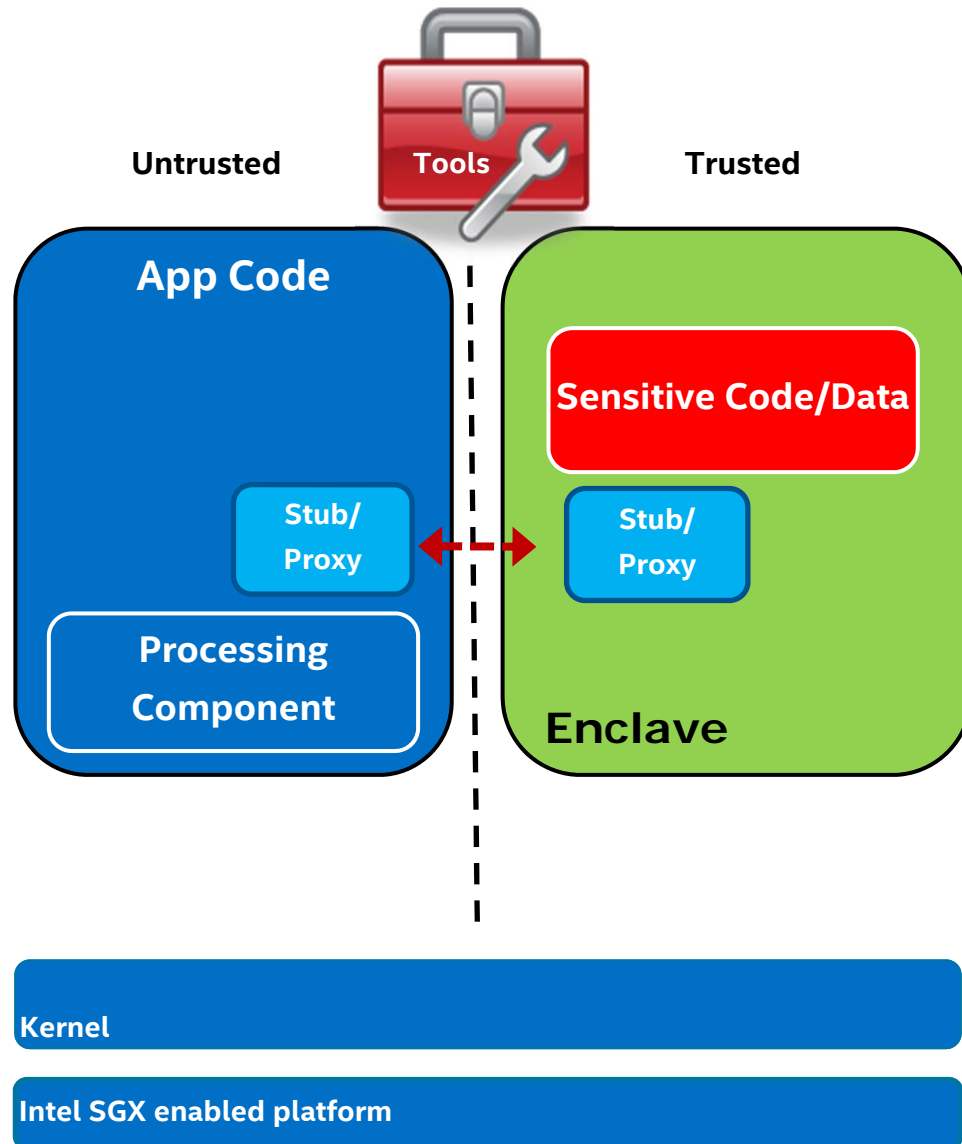 Untrusted
Tools
Trusted
App Code
Sensitive Code/Data
Stub/
Proxy
Stub/
Proxy
Processing
Component
Enclave
Kernel
Intel SGX enabled platform